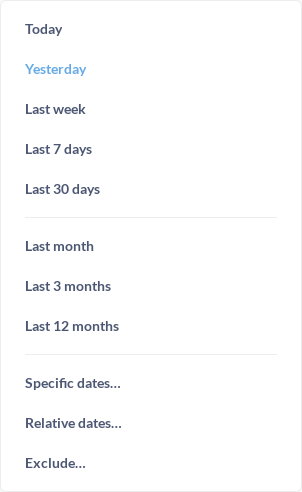 Today
Yesterday
Last week
Last 7 days
Last 30 days
Last month
Last 3 months
Last 12 months
Specific dates...
Relative dates...
Exclude...